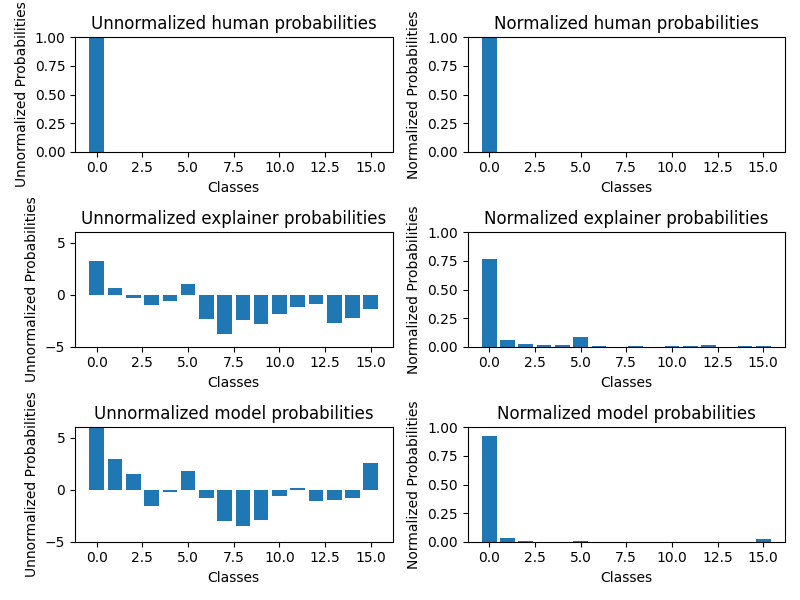 Unnormalized human probabilities
Unnormalized Probabilities
1.00
0.75
0.50
0.25
0.00
0.0 2.5 5.0 7.5 10.0 12.5 15.0
Classes
Normalized human probabilities
Normalized Probabilities
1.00
0.75
0.50
0.25
0.00
0.0 2.5 5.0 7.5 10.0 12.5 15.0
Classes
Unnormalized explainer probabilities
Unnormalized Probabilities
5
0
−5
0.0 2.5 5.0 7.5 10.0 12.5 15.0
Classes
Normalized explainer probabilities
Normalized Probabilities
1.00
0.75
0.50
0.25
0.00
0.0 2.5 5.0 7.5 10.0 12.5 15.0
Classes
Unnormalized model probabilities
Unnormalized Probabilities
5
0
−5
0.0 2.5 5.0 7.5 10.0 12.5 15.0
Classes
Normalized model probabilities
Normalized Probabilities
1.00
0.75
0.50
0.25
0.00
0.0 2.5 5.0 7.5 10.0 12.5 15.0
Classes